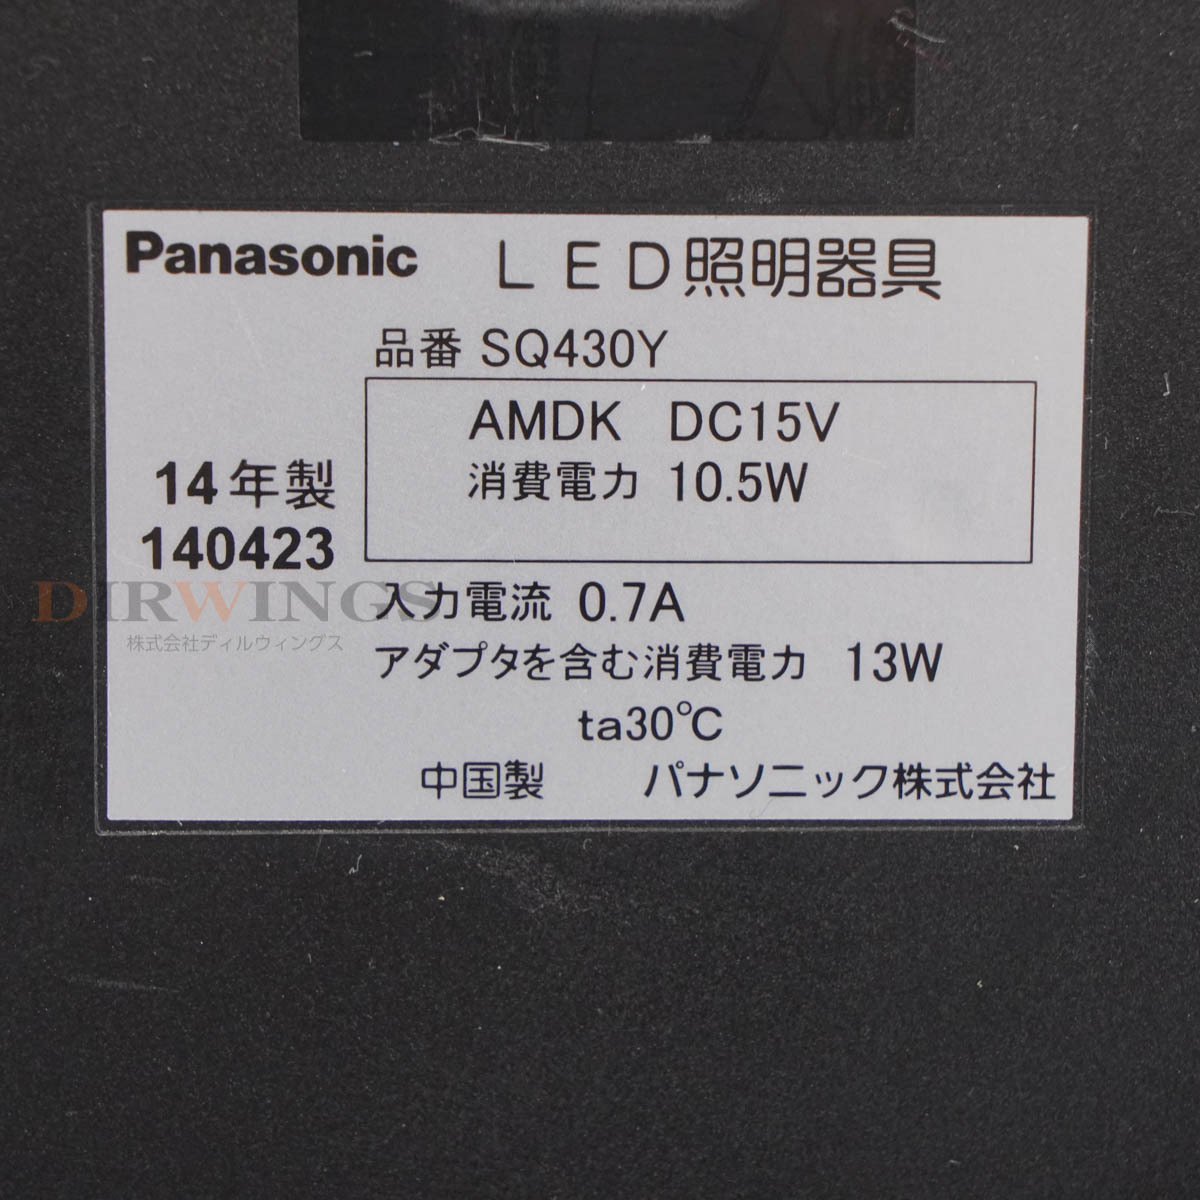 Panasonic LED照明器具
品番 SQ430Y
AMDK DC15V
消費電力 10.5W
14年製
140423
入力電流 0.7A
アダプタを含む消費電力 13W
ta30℃
中国製 パナソニック株式会社
DIRWINGS
株式会社ディルウィングス